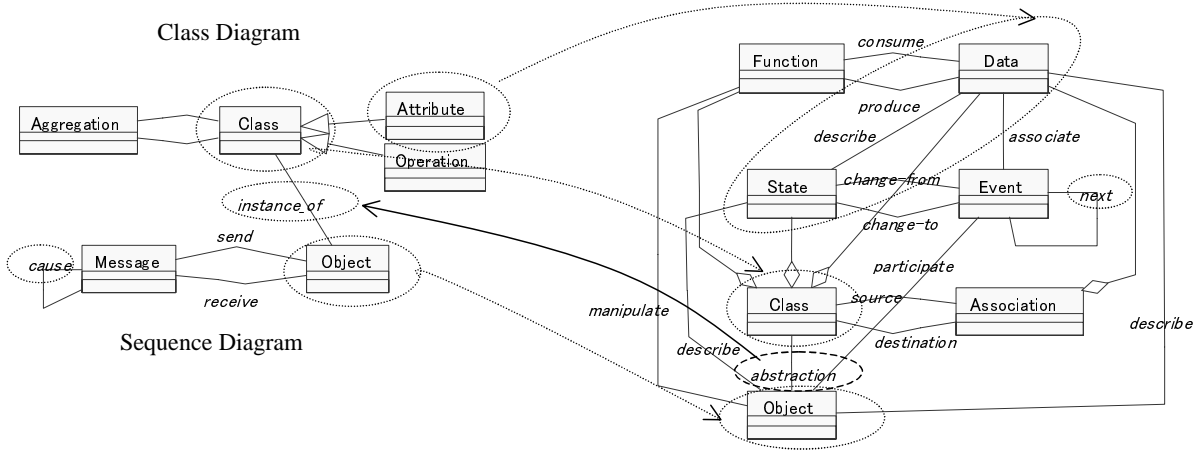 Class Diagram
Aggregation
Class
Attribute
Operation
instance_of
send
cause
Message
Object
receive
Sequence Diagram
consume
Function
Data
produce
describe
associate
State
change-from
Event
next
change-to
participate
Class
source
Association
manipulate
describe
destination
describe
abstraction
Object